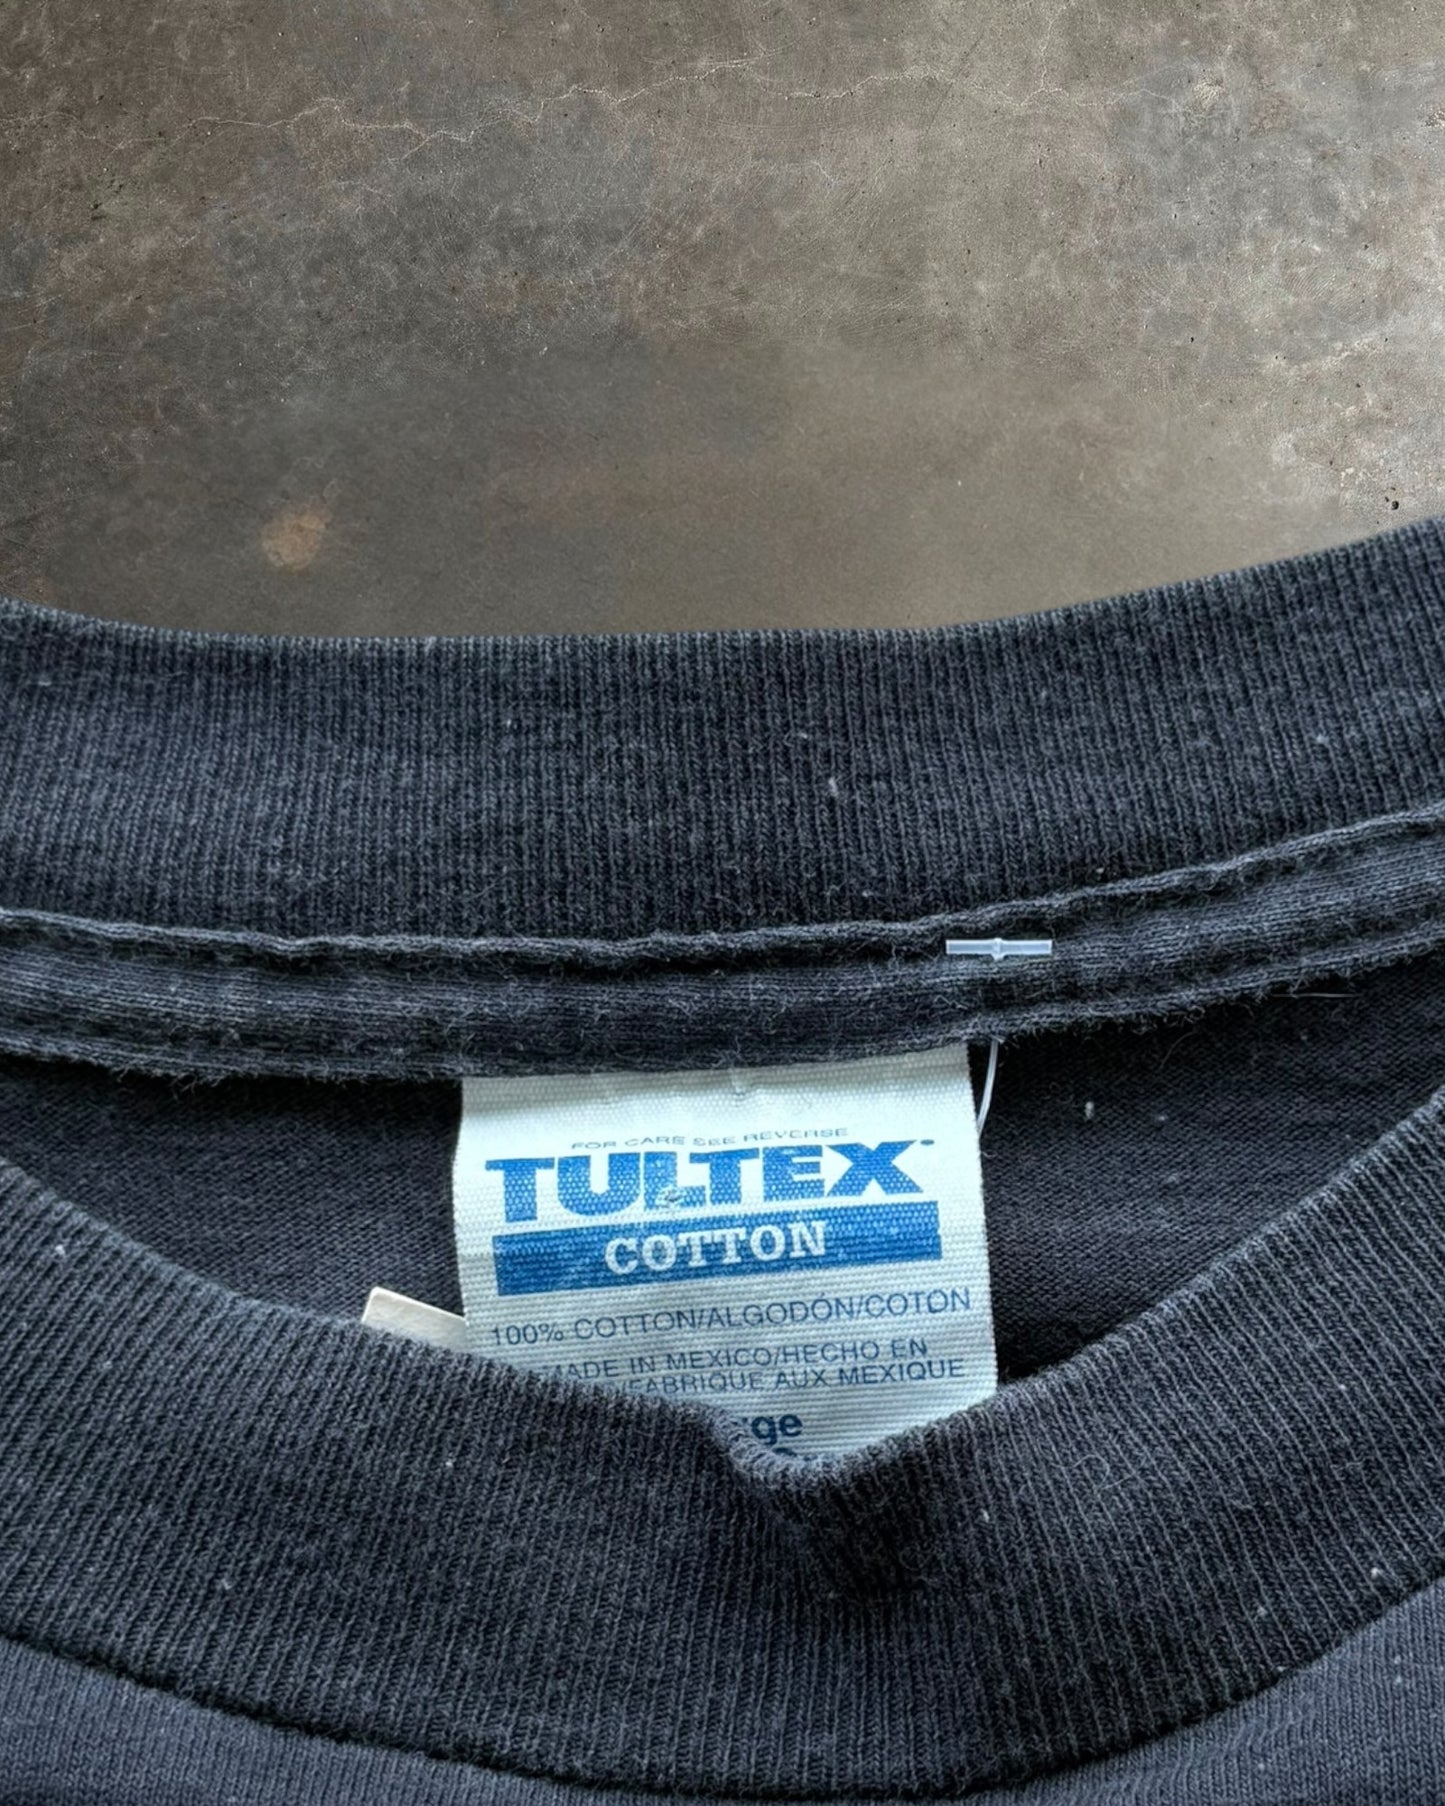 FOR CARE SEE REVERSE
TULTEX
COTTON
100% COTTON/ALGODÓN/COTON
MADE IN MEXICO/HECHO EN
FABRIQUE AUX MEXIQUE